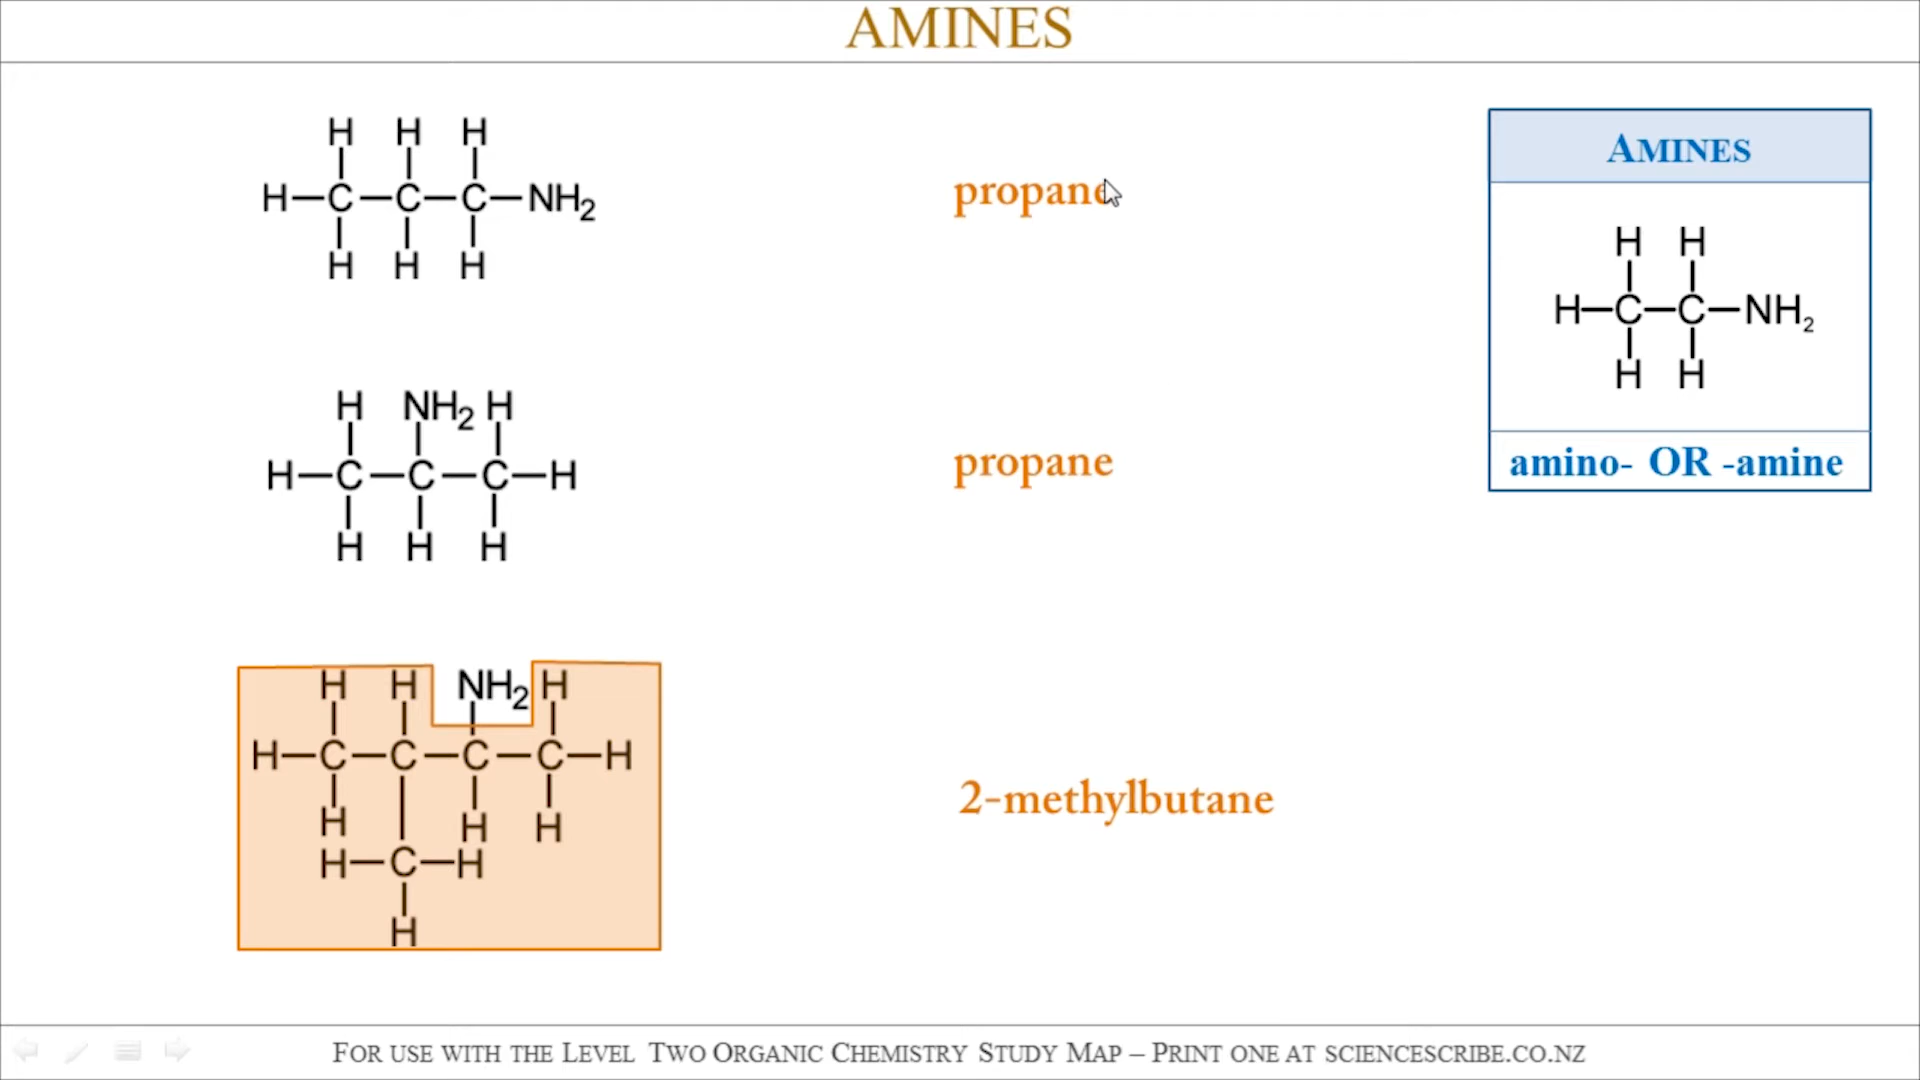 AMINES
H H H
H-C-C-C-NH2
H H H
propane
AMINES
H H
H-C-C-NH2
H H
amino- OR -amine
H NH2 H
H-C-C-C-H
H H H
propane
H H NH2 H
H-C-C-C-C-H
H H H
H-C-H
H
2-methylbutane
FOR USE WITH THE LEVEL TWO ORGANIC CHEMISTRY STUDY MAP – PRINT ONE AT SCIENCESCRIBE.CO.NZ